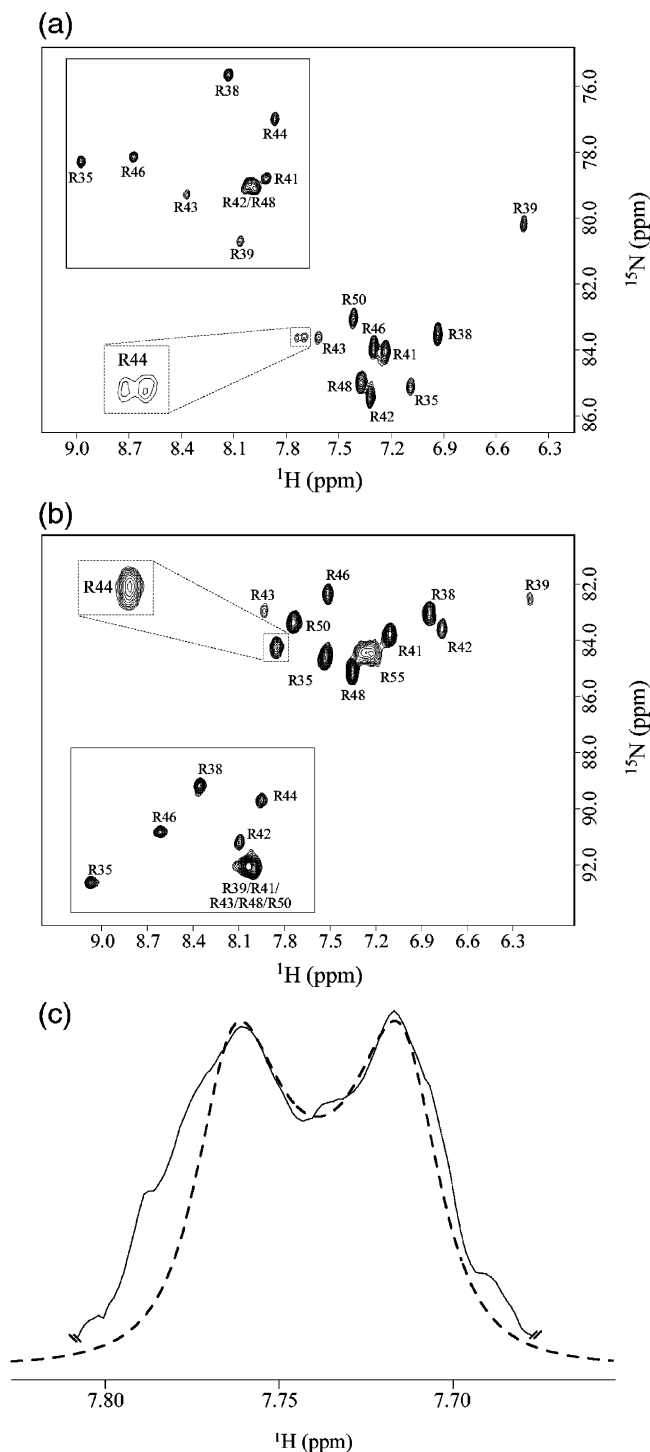 (a)
R38
R44
R35
R46
R41
R43
R42/R48
R39
R39
R50
R46
R38
R43
R41
R44
R48
R35
R42
76.0
78.0
80.0
82.0
84.0
86.0
15N (ppm)
9.0 8.7 8.4 8.1 7.8 7.5 7.2 6.9 6.6 6.3
1H (ppm)
(b)
R44
R46
R43
R38
R39
R50
R42
R41
R35
R55
R48
R38
R44
R46
R42
R35
R39/R41/
R43/R48/R50
82.0
84.0
86.0
88.0
90.0
92.0
15N (ppm)
9.0 8.7 8.4 8.1 7.8 7.5 7.2 6.9 6.6 6.3
1H (ppm)
(c)
7.80 7.75 7.70
1H (ppm)